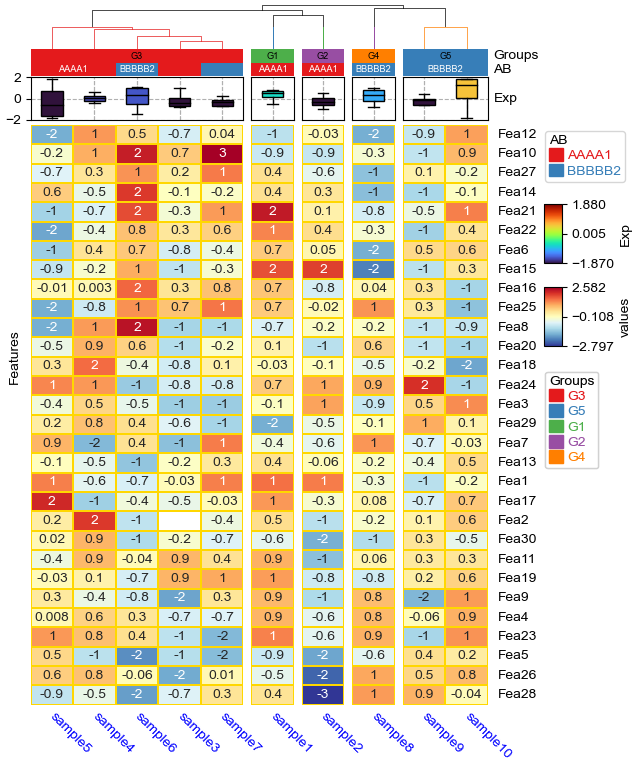 G3 G1 G2 G4 G5 Groups
AAAA1 BBBBB2 AAAA1 AAAA1 BBBBB2 BBBBB2 AB
2
0 Exp
−2
-2 1 0.5 -0.7 0.04 -1 -0.03 -2 -0.9 1 Fea12
-0.2 1 2 0.7 3 -0.9 -0.9 -0.3 -1 0.9 Fea10
-0.7 0.3 1 0.2 1 0.4 -0.6 -1 0.1 -0.2 Fea27
0.6 -0.5 2 -0.1 -0.2 0.4 0.3 -1 -1 -0.1 Fea14
-1 -0.7 2 -0.3 1 2 0.1 -0.8 -0.5 1 Fea21
-2 -0.4 0.8 0.3 0.6 1 0.4 -0.3 -1 0.4 Fea22
-1 0.4 0.7 -0.8 -0.4 0.7 0.05 -2 0.5 0.6 Fea6
-0.9 -0.2 1 -1 -0.3 2 2 -2 -1 0.3 Fea15
-0.01 0.003 2 0.3 0.8 0.7 -0.8 0.4 0.3 -1 Fea16
-2 -0.8 1 0.7 1 0.7 -0.02 1 0.3 -1 Fea25
-2 1 2 -1 -1 -0.7 -0.2 -0.2 -1 -0.9 Fea8
-0.5 0.9 0.6 -1 -0.2 0.1 -1 0.6 -1 -1 Fea20
0.3 2 -0.4 -0.8 0.1 -0.03 -0.1 -0.5 -0.2 -2 Fea18
1 1 -1 -0.8 -0.8 0.7 1 0.9 2 -1 Fea24
-0.4 0.5 -0.5 -1 -1 -0.1 1 -0.9 0.5 1 Fea3
0.2 0.8 0.4 -0.6 -1 -2 -0.5 -0.1 1 0.1 Fea29
0.9 -2 0.4 -1 1 -0.4 -0.6 1 -0.7 -0.03 Fea7
-0.1 -0.5 -1 -0.2 0.3 0.4 -0.06 -0.2 -0.4 0.5 Fea13
1 -0.6 -0.7 -0.03 1 1 1 -0.3 -1 -0.2 Fea1
2 -1 -0.4 -0.5 -0.03 1 -0.3 0.08 -0.7 0.7 Fea17
0.2 2 -1 -0.4 0.5 -1 -0.2 0.1 0.6 Fea2
0.02 0.9 -1 -0.2 -0.7 -0.6 -2 -1 0.3 -0.5 Fea30
-0.4 0.9 -0.04 0.9 0.4 0.9 -1 0.06 0.3 0.3 Fea11
-0.03 0.1 -0.7 0.9 1 1 -0.8 -0.8 0.2 0.6 Fea19
0.3 -0.4 -0.8 -2 0.3 0.9 -1 0.8 -2 1 Fea9
0.008 0.6 0.3 -0.7 -0.7 0.9 -0.6 0.8 -0.06 0.9 Fea4
1 0.8 0.4 -1 -2 1 -0.6 0.9 -1 1 Fea23
0.5 -1 -2 -1 -2 -0.9 -2 -0.6 0.4 0.2 Fea5
0.6 0.8 -0.06 -2 0.01 -0.5 -2 1 0.5 0.8 Fea26
-0.9 -0.5 -2 -0.7 0.3 0.4 -3 1 0.9 -0.04 Fea28
Features
sample5 sample4 sample6 sample3 sample7 sample1 sample2 sample8 sample9 sample10
AB
AAAA1
BBBBB2
1.880
0.005
−1.870
Exp
2.582
−0.108
−2.797
values
Groups
G3
G5
G1
G2
G4